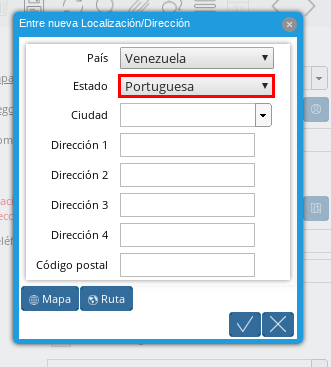 Entre nueva Localización/Dirección
País
Venezuela
Estado
Portuguesa
Ciudad
Dirección 1
Dirección 2
Dirección 3
Dirección 4
Código postal
Mapa
Ruta